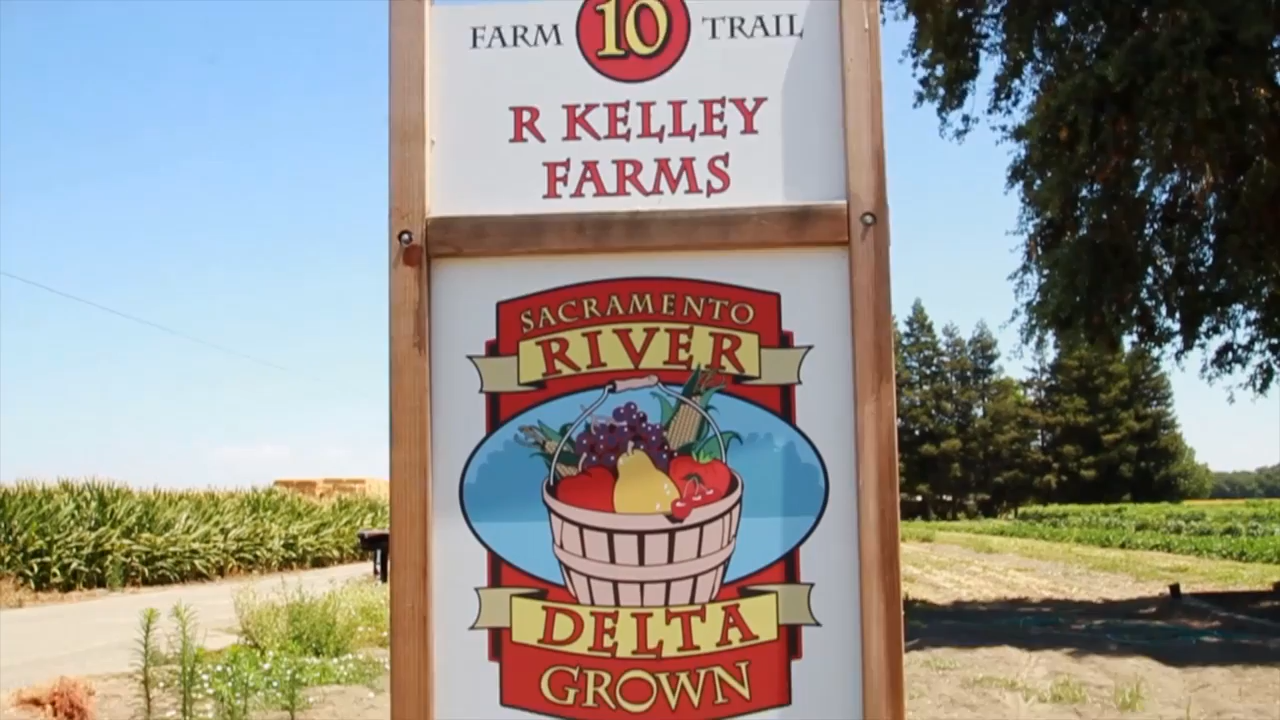 FARM 10 TRAIL
R KELLEY
FARMS
SACRAMENTO
RIVER
DELTA
GROWN